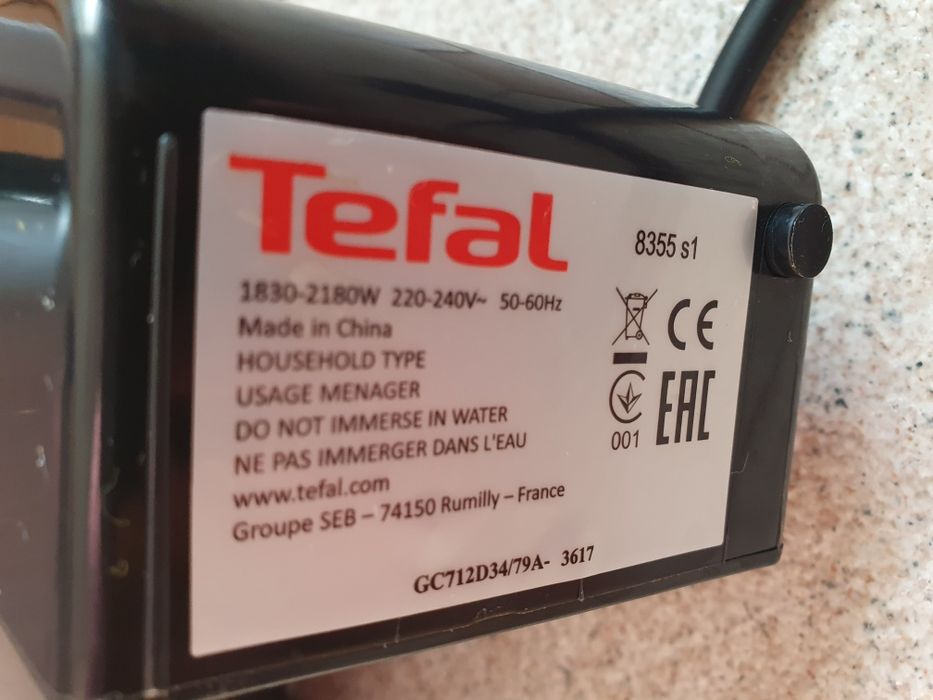 Tefal
8355 s1
1830-2180W 220-240V~ 50-60Hz
Made in China
HOUSEHOLD TYPE
USAGE MENAGER
DO NOT IMMERSE IN WATER
NE PAS IMMERGER DANS L'EAU
www.tefal.com
Groupe SEB – 74150 Rumilly – France
CE
001
EAC
GC712D34/79A- 3617